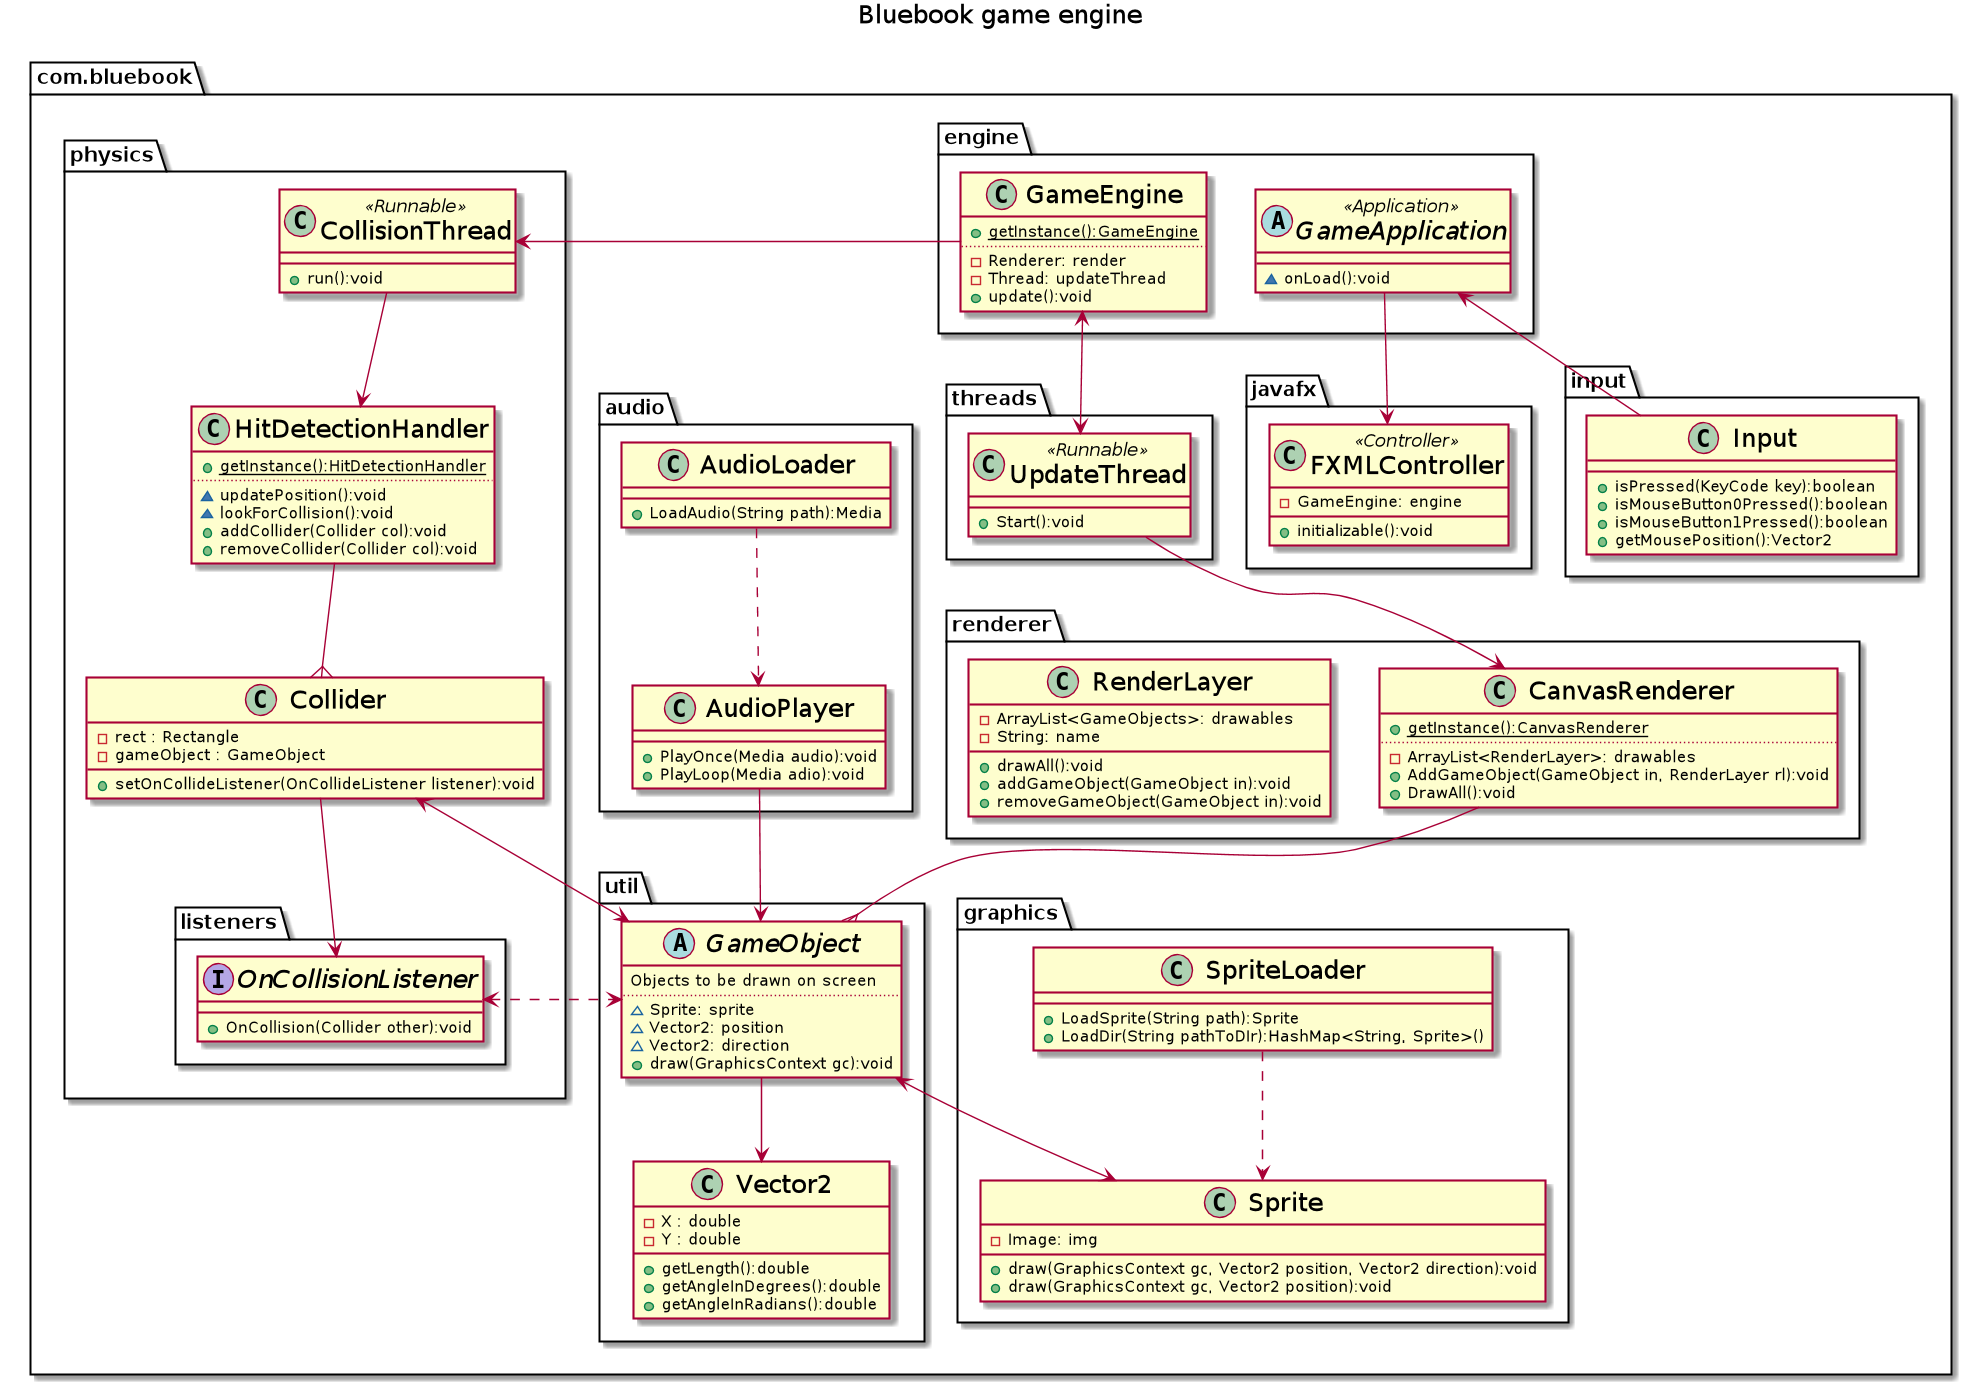 Bluebook game engine
com.bluebook
physics
«Runnable»
C CollisionThread
run():void
C HitDetectionHandler
getInstance():HitDetectionHandler
updatePosition():void
lookForCollision():void
addCollider(Collider col):void
removeCollider(Collider col):void
C Collider
rect : Rectangle
gameObject : GameObject
setOnCollideListener(OnCollideListener listener):void
listeners
I OnCollisionListener
OnCollision(Collider other):void
engine
C GameEngine
getInstance():GameEngine
Renderer: render
Thread: updateThread
update():void
«Application»
A GameApplication
onLoad():void
audio
C AudioLoader
LoadAudio(String path):Media
C AudioPlayer
PlayOnce(Media audio):void
PlayLoop(Media adio):void
threads
«Runnable»
C UpdateThread
Start():void
javafx
«Controller»
C FXMLController
GameEngine: engine
initializable():void
input
C Input
isPressed(KeyCode key):boolean
isMouseButton0Pressed():boolean
isMouseButton1Pressed():boolean
getMousePosition():Vector2
renderer
C RenderLayer
ArrayList<GameObjects>: drawables
String: name
drawAll():void
addGameObject(GameObject in):void
removeGameObject(GameObject in):void
C CanvasRenderer
getInstance():CanvasRenderer
ArrayList<RenderLayer>: drawables
AddGameObject(GameObject in, RenderLayer rl):void
DrawAll():void
util
A GameObject
Objects to be drawn on screen
Sprite: sprite
Vector2: position
Vector2: direction
draw(GraphicsContext gc):void
C Vector2
X : double
Y : double
getLength():double
getAngleInDegrees():double
getAngleInRadians():double
graphics
C SpriteLoader
LoadSprite(String path):Sprite
LoadDir(String pathToDIr):HashMap<String, Sprite>()
C Sprite
Image: img
draw(GraphicsContext gc, Vector2 position, Vector2 direction):void
draw(GraphicsContext gc, Vector2 position):void